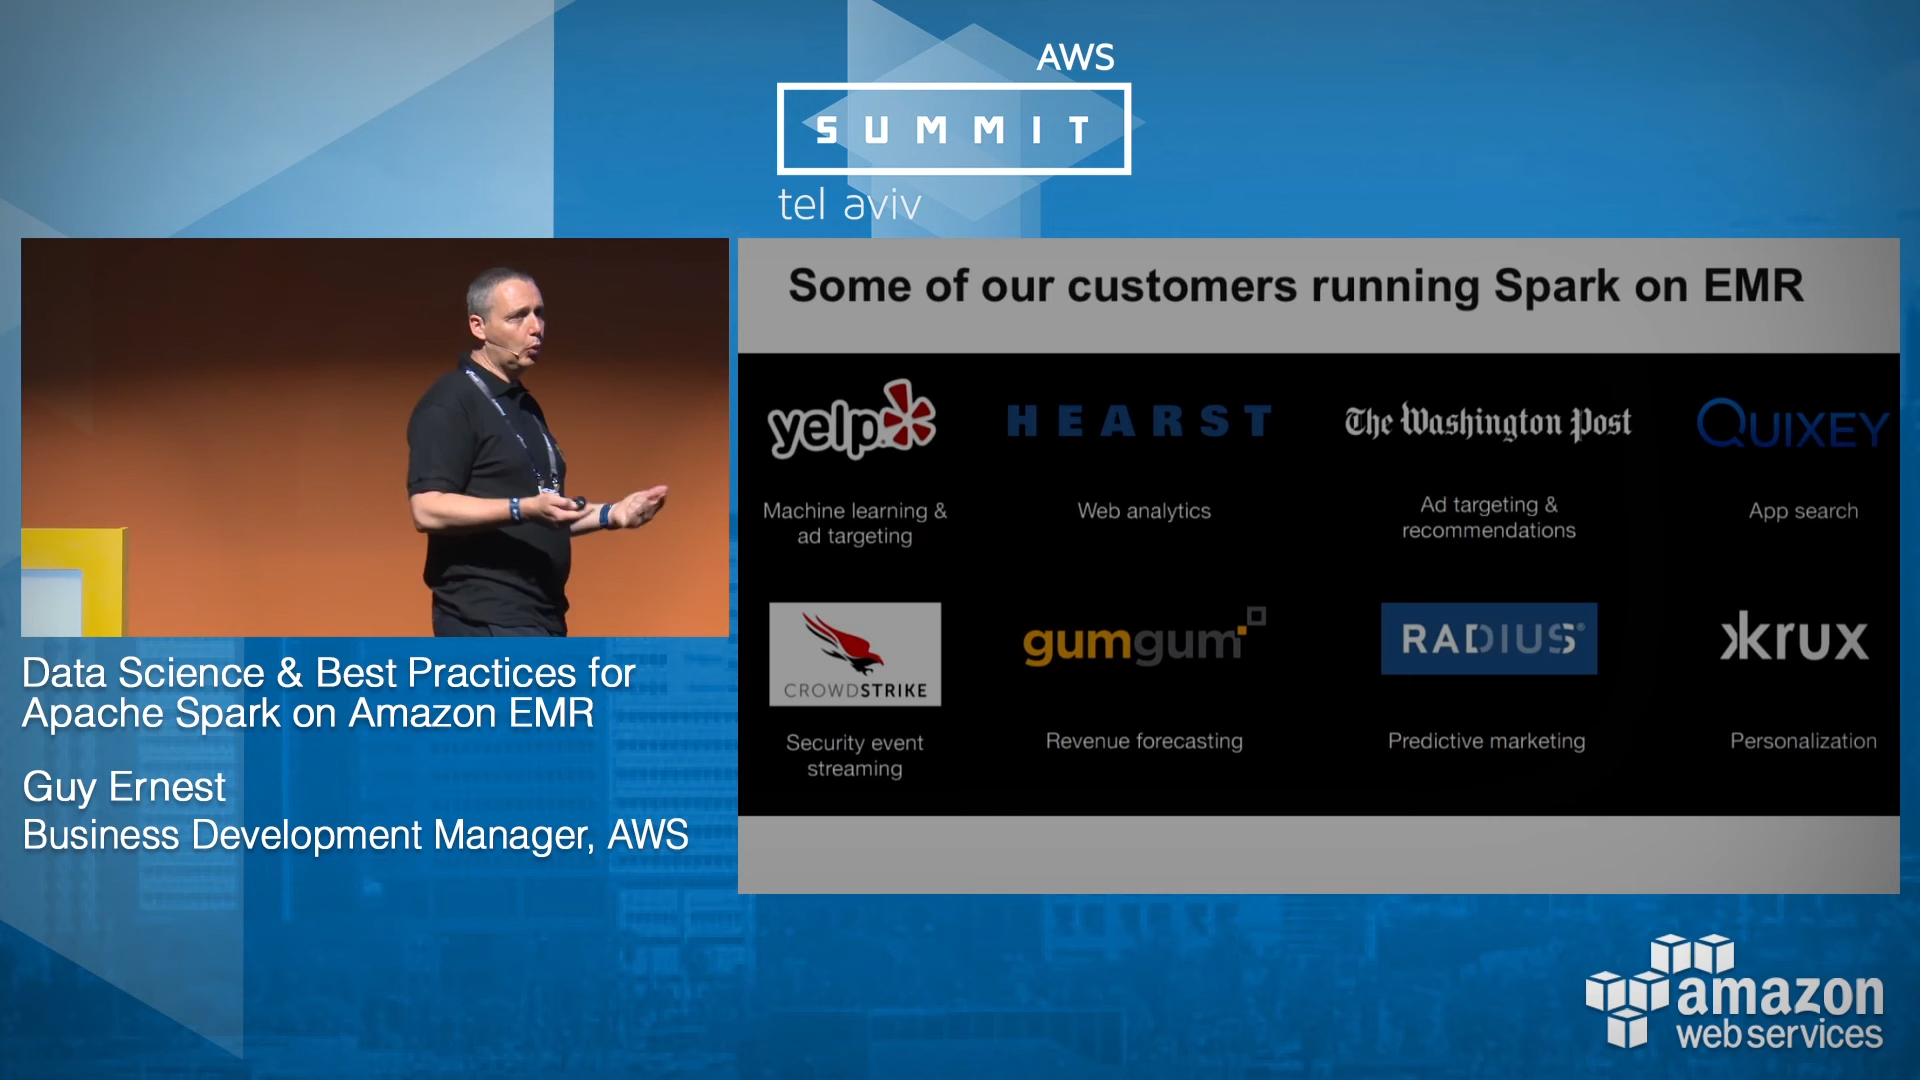 AWS
SUMMIT
tel aviv
Some of our customers running Spark on EMR
yelp
HEARST
The Washington Post
QUIXEY
Machine learning &
ad targeting
Web analytics
Ad targeting &
recommendations
App search
CROWDSTRIKE
gumgum
RADIUS®
krux
Security event
streaming
Revenue forecasting
Predictive marketing
Personalization
Data Science & Best Practices for
Apache Spark on Amazon EMR
Guy Ernest
Business Development Manager, AWS
amazon
web services